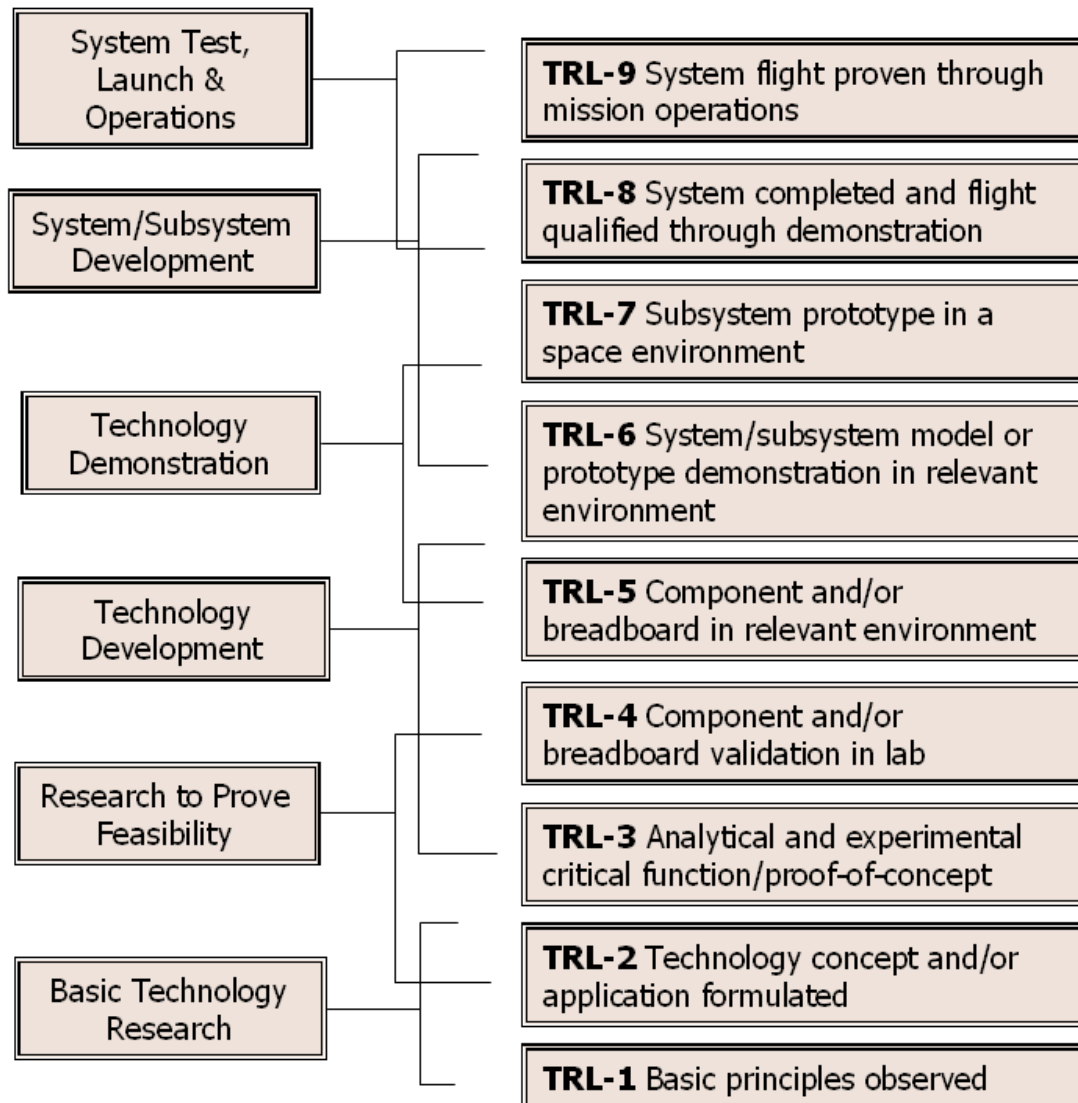 System Test,
Launch &
Operations
System/Subsystem
Development
Technology
Demonstration
Technology
Development
Research to Prove
Feasibility
Basic Technology
Research
TRL-9 System flight proven through
mission operations
TRL-8 System completed and flight
qualified through demonstration
TRL-7 Subsystem prototype in a
space environment
TRL-6 System/subsystem model or
prototype demonstration in relevant
environment
TRL-5 Component and/or
breadboard in relevant environment
TRL-4 Component and/or
breadboard validation in lab
TRL-3 Analytical and experimental
critical function/proof-of-concept
TRL-2 Technology concept and/or
application formulated
TRL-1 Basic principles observed